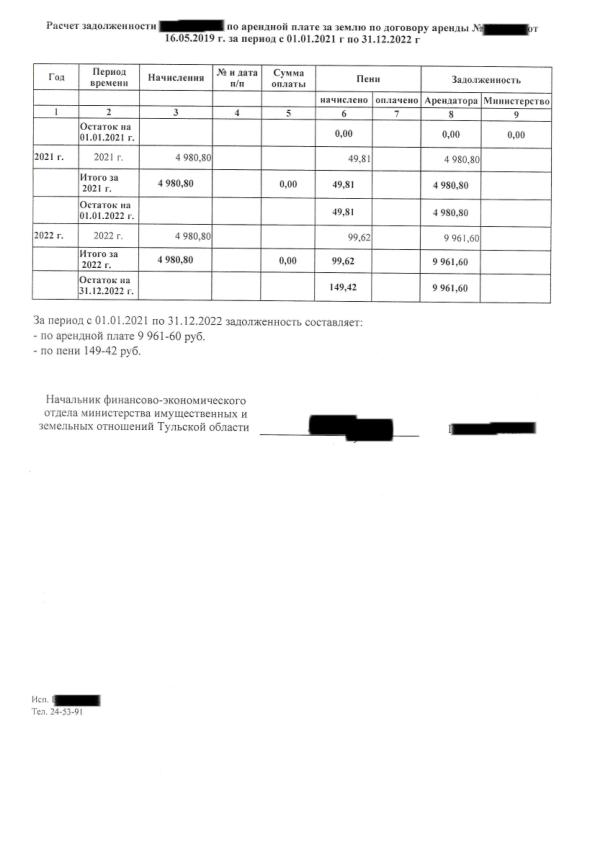 Расчет задолженности по арендной плате за землю по договору аренды № от
16.05.2019 г. за период с 01.01.2021 г по 31.12.2022 г
Год Период времени Начисления № и дата п/п Сумма оплаты Пени Задолженность
начислено оплачено Арендатора Министерство
1 2 3 4 5 6 7 8 9
Остаток на 01.01.2021 г. 0,00 0,00 0,00
2021 г. 2021 г. 4 980,80 49,81 4 980,80
Итого за 2021 г. 4 980,80 0,00 49,81 4 980,80
Остаток на 01.01.2022 г. 49,81 4 980,80
2022 г. 2022 г. 4 980,80 99,62 9 961,60
Итого за 2022 г. 4 980,80 0,00 99,62 9 961,60
Остаток на 31.12.2022 г. 149,42 9 961,60
За период с 01.01.2021 по 31.12.2022 задолженность составляет:
- по арендной плате 9 961-60 руб.
- по пени 149-42 руб.
Начальник финансово-экономического
отдела министерства имущественных и
земельных отношений Тульской области
Исп.
Тел. 24-53-91